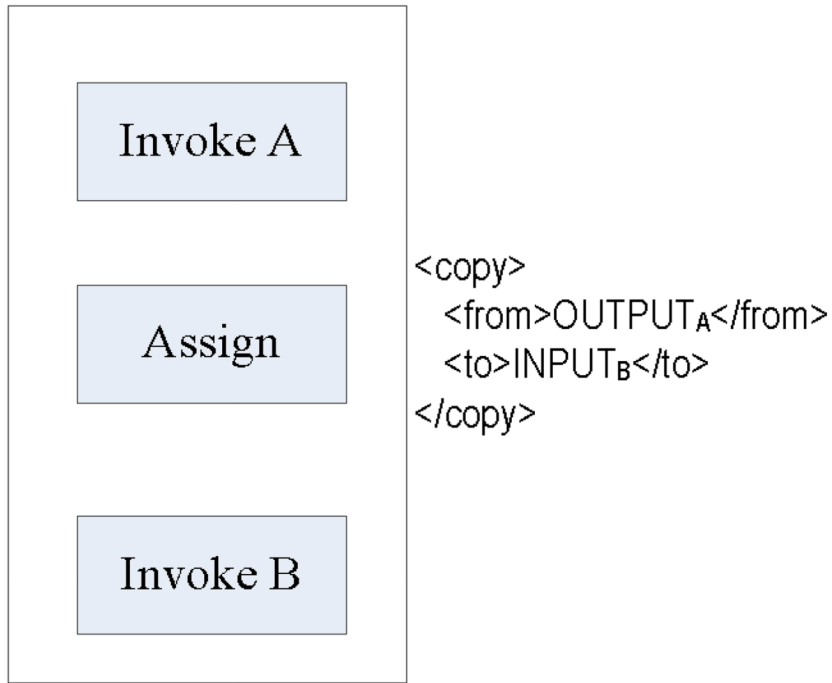 Invoke A
Assign
<copy>
<from>OUTPUTA</from>
<to>INPUTB</to>
</copy>
Invoke B